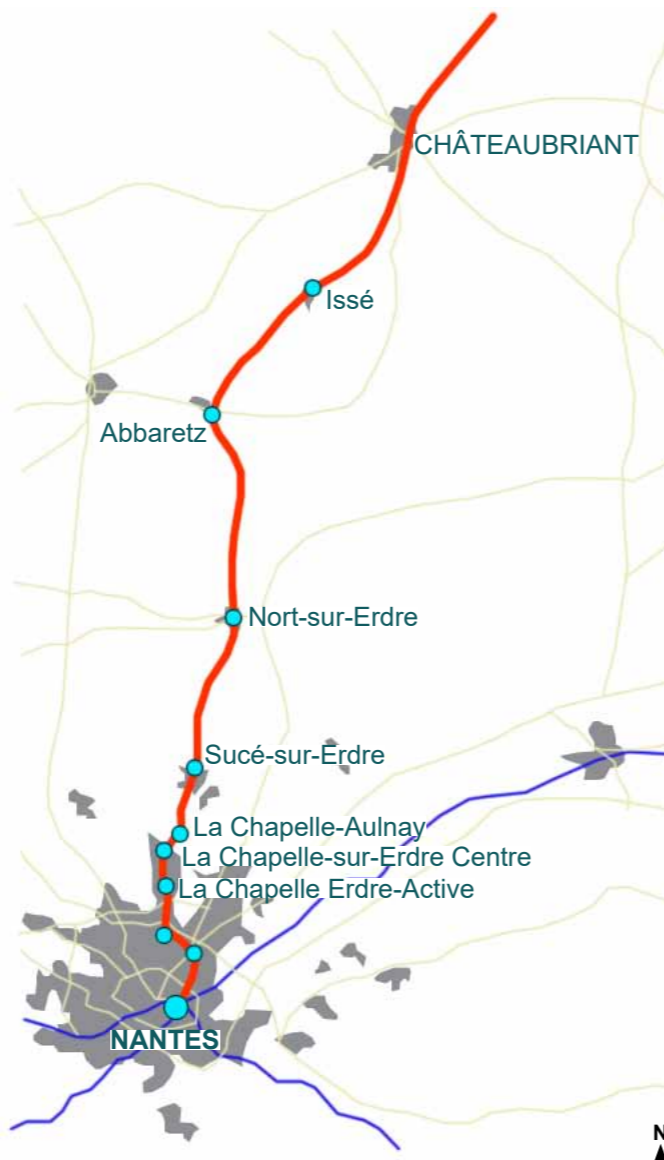 CHÂTEAUBRIANT
Issé
Abbaretz
Nort-sur-Erdre
Sucé-sur-Erdre
La Chapelle-Aulnay
La Chapelle-sur-Erdre Centre
La Chapelle Erdre-Active
NANTES
N